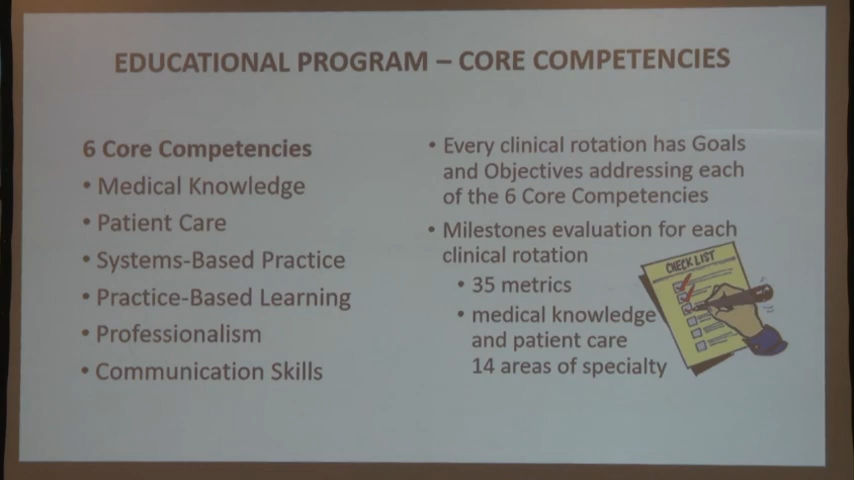 EDUCATIONAL PROGRAM – CORE COMPETENCIES
6 Core Competencies
• Medical Knowledge
• Patient Care
• Systems-Based Practice
• Practice-Based Learning
• Professionalism
• Communication Skills
• Every clinical rotation has Goals
and Objectives addressing each
of the 6 Core Competencies
• Milestones evaluation for each
clinical rotation
• 35 metrics
• medical knowledge
and patient care
14 areas of specialty
CHECK LIST